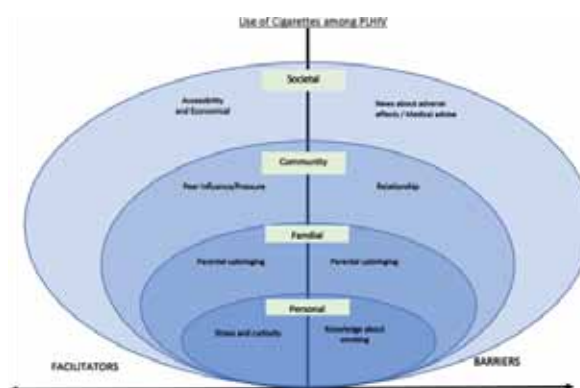 Use of Cigarettes among PLHIV
Societal
Accessibility
and Economical
News about adverse
effects / Medical advise
Community
Peer Influence/Pressure
Relationship
Familial
Parental upbringing
Parental upbringing
Personal
Stress and curiosity
Knowledge about
smoking
FACILITATORS
BARRIERS